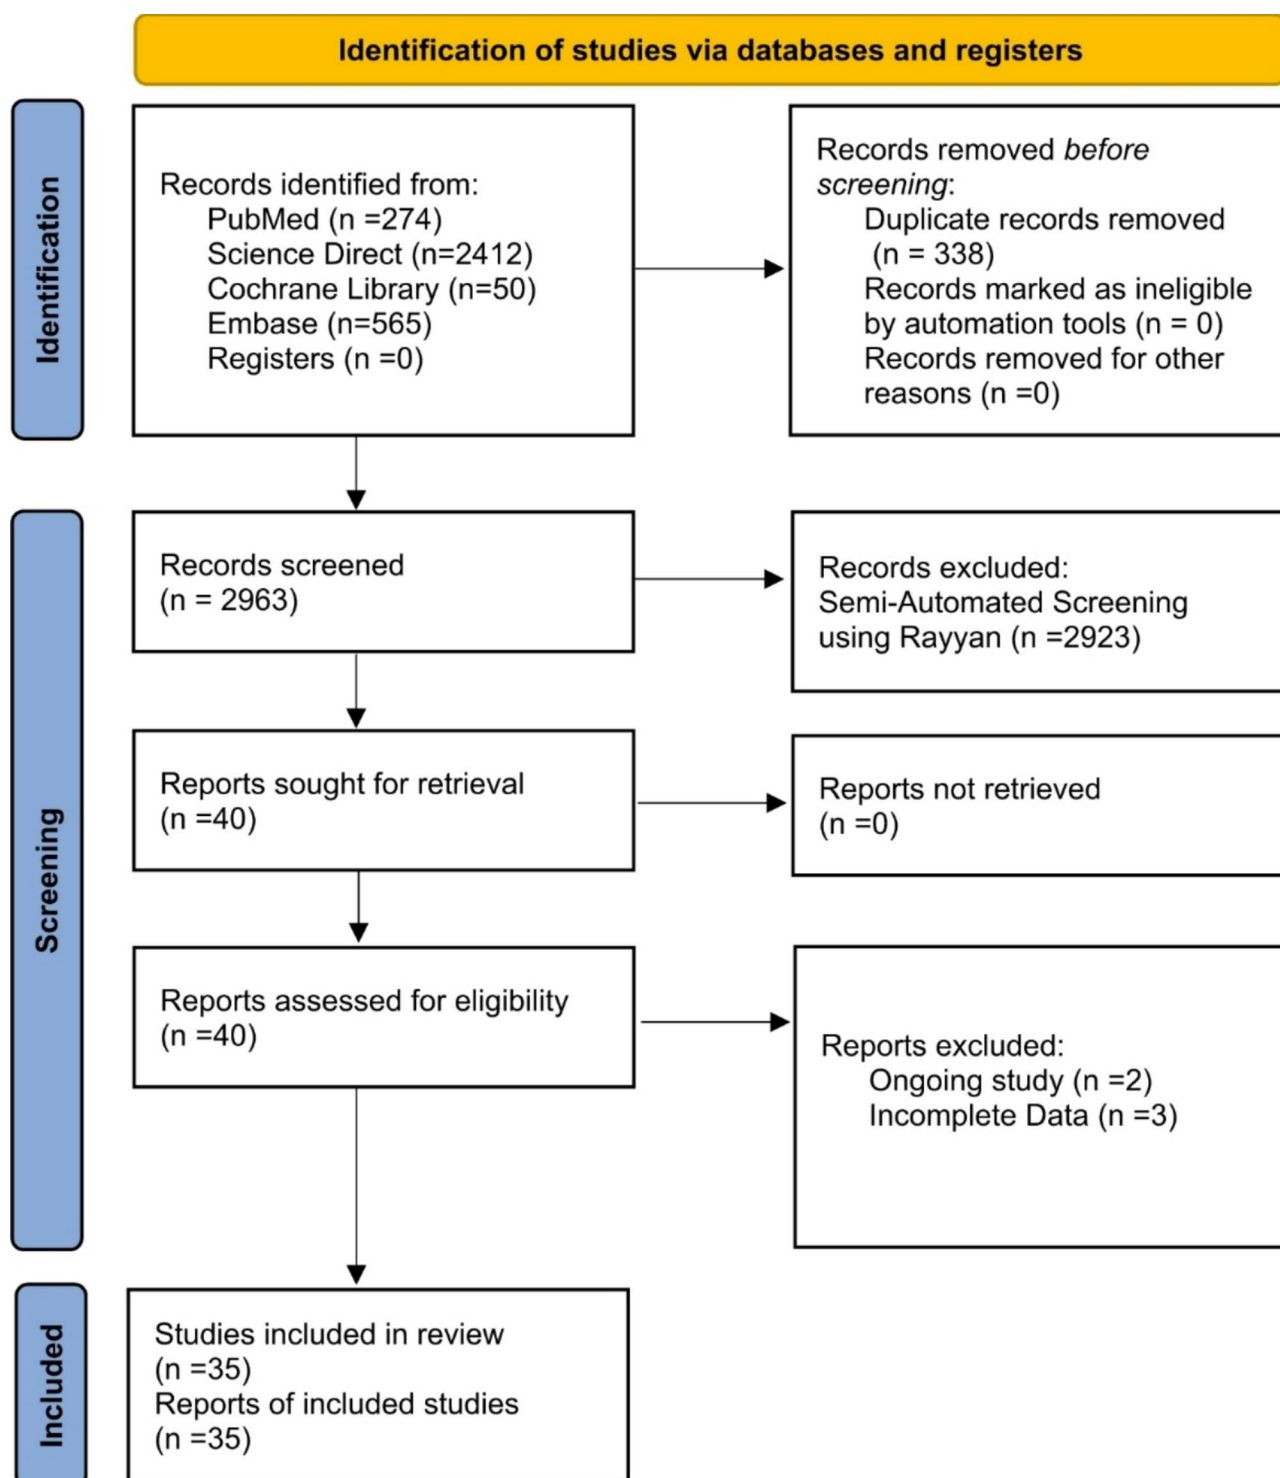 Identification of studies via databases and registers
Identification
Records identified from:
PubMed (n =274)
Science Direct (n=2412)
Cochrane Library (n=50)
Embase (n=565)
Registers (n =0)
Records removed before
screening:
Duplicate records removed
(n = 338)
Records marked as ineligible
by automation tools (n = 0)
Records removed for other
reasons (n =0)
Screening
Records screened
(n = 2963)
Records excluded:
Semi-Automated Screening
using Rayyan (n =2923)
Reports sought for retrieval
(n =40)
Reports not retrieved
(n =0)
Reports assessed for eligibility
(n =40)
Reports excluded:
Ongoing study (n =2)
Incomplete Data (n =3)
Included
Studies included in review
(n =35)
Reports of included studies
(n =35)